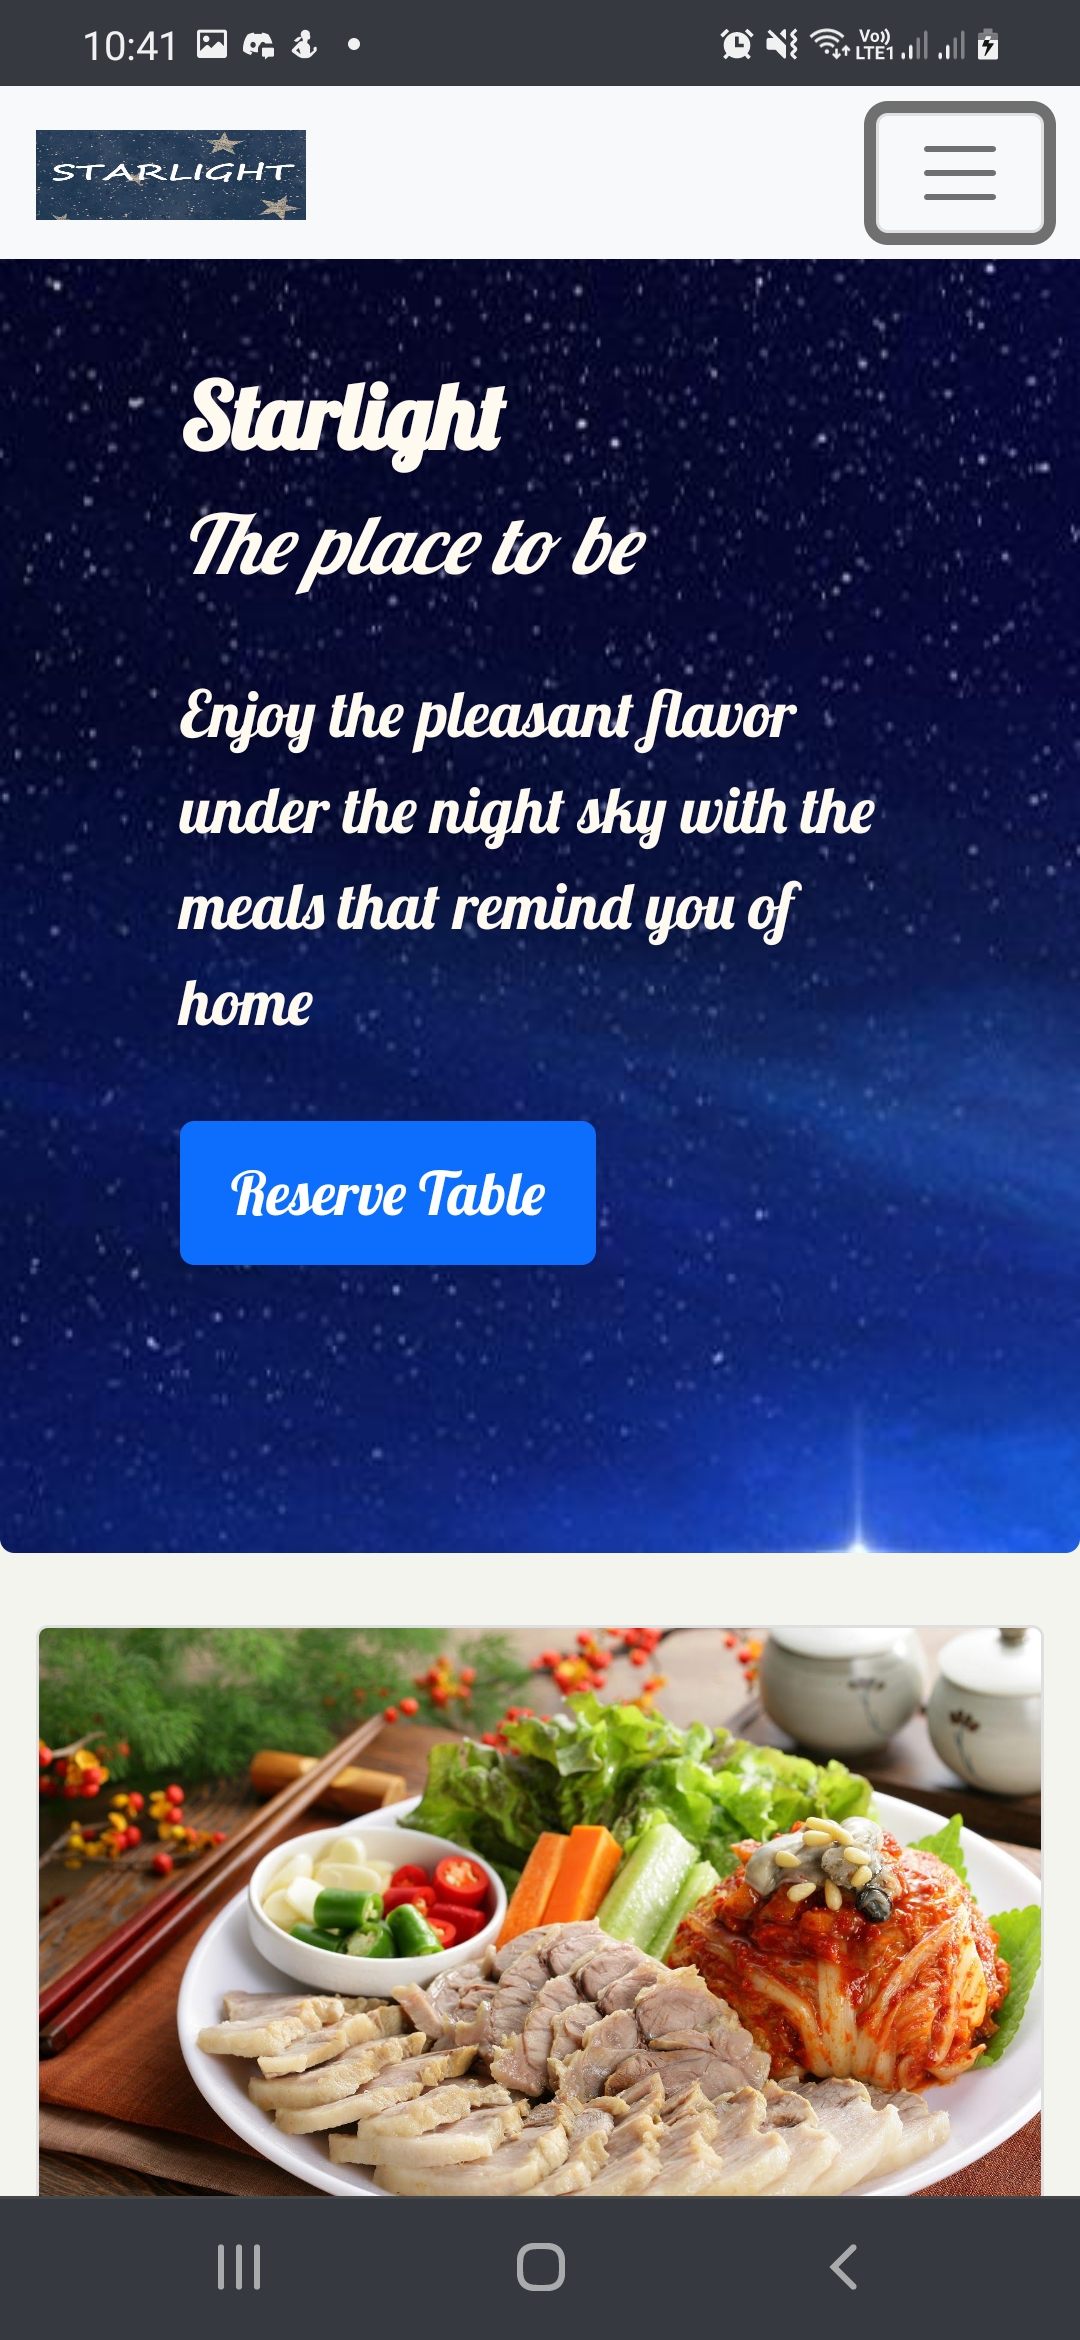 10:41
Vo))
LTE1
STARLIGHT
Starlight
The place to be
Enjoy the pleasant flavor
under the night sky with the
meals that remind you of
home
Reserve Table